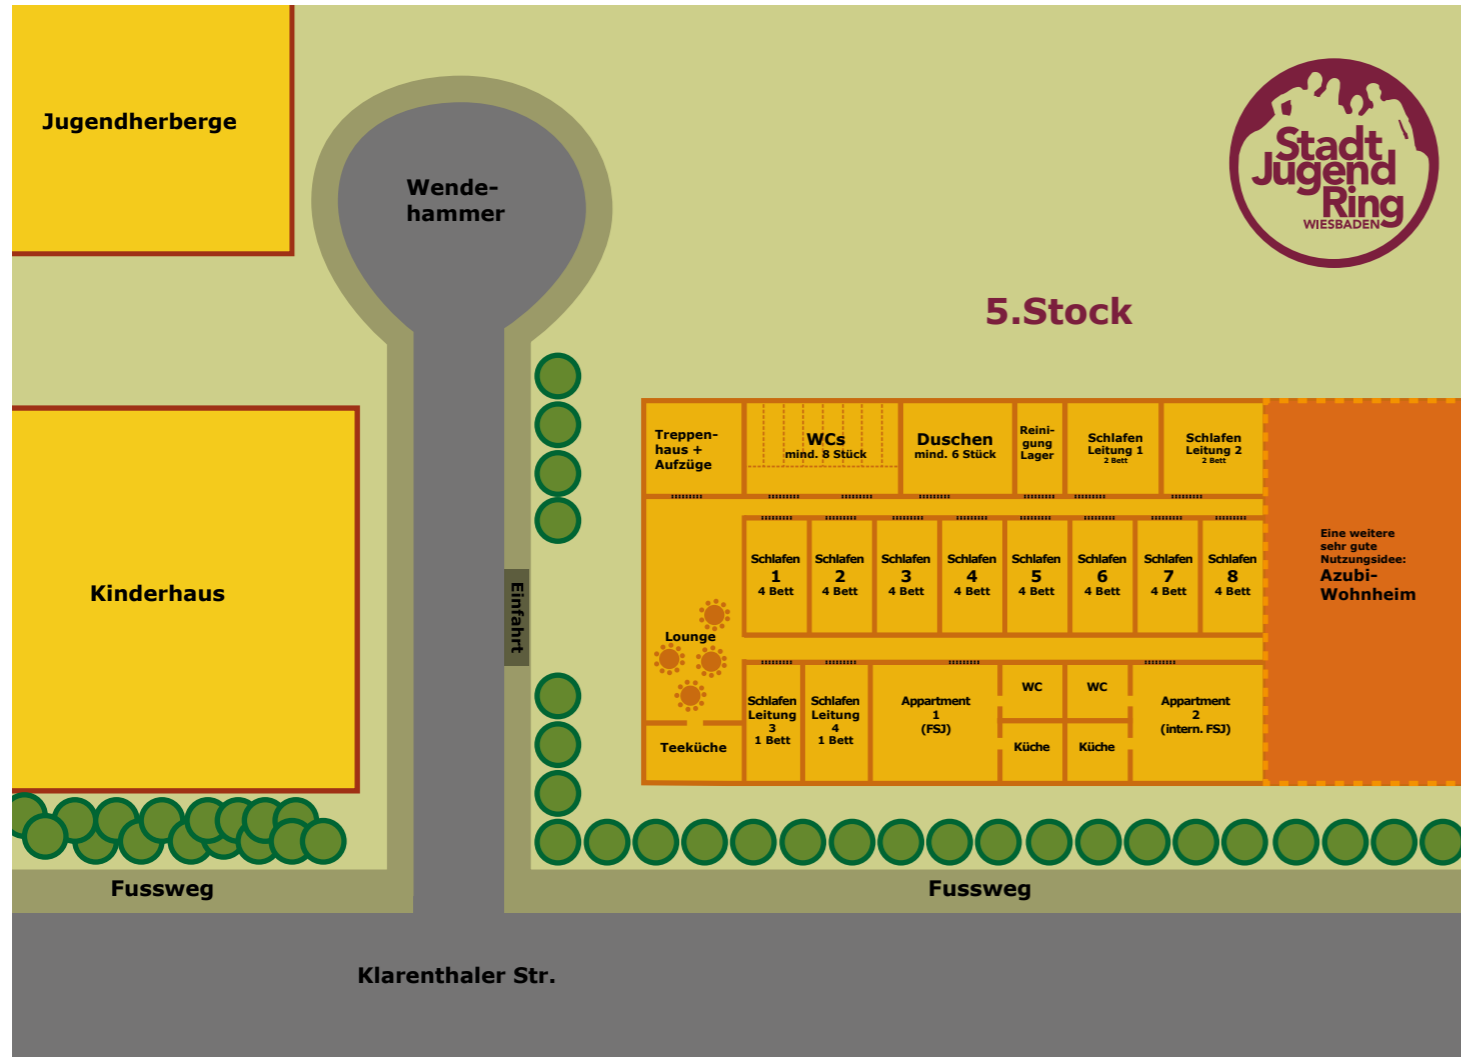 Jugendherberge
Wende-
hammer
Stadt
Jugend
Ring
WIESBADEN
5.Stock
Treppen-
haus +
Aufzüge
WCs
mind. 8 Stück
Duschen
mind. 6 Stück
Reini-
gung
Lager
Schlafen
Leitung 1
2 Bett
Schlafen
Leitung 2
2 Bett
Schlafen
1
4 Bett
Schlafen
2
4 Bett
Schlafen
3
4 Bett
Schlafen
4
4 Bett
Schlafen
5
4 Bett
Schlafen
6
4 Bett
Schlafen
7
4 Bett
Schlafen
8
4 Bett
Eine weitere
sehr gute
Nutzungsidee:
Azubi-
Wohnheim
Kinderhaus
Einfahrt
Lounge
Teeküche
Schlafen
Leitung
3
1 Bett
Schlafen
Leitung
4
1 Bett
Appartment
1
(FSJ)
WC
WC
Küche
Küche
Appartment
2
(intern. FSJ)
Fussweg
Fussweg
Klarenthaler Str.